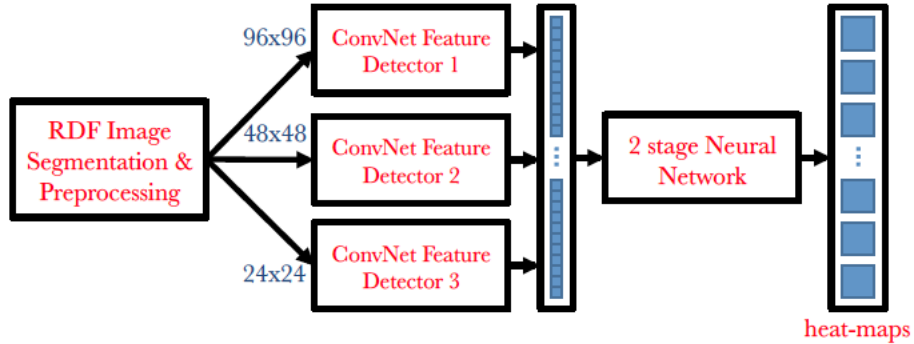 RDF Image
Segmentation &
Preprocessing
96x96
48x48
24x24
ConvNet Feature
Detector 1
ConvNet Feature
Detector 2
ConvNet Feature
Detector 3
2 stage Neural
Network
heat-maps